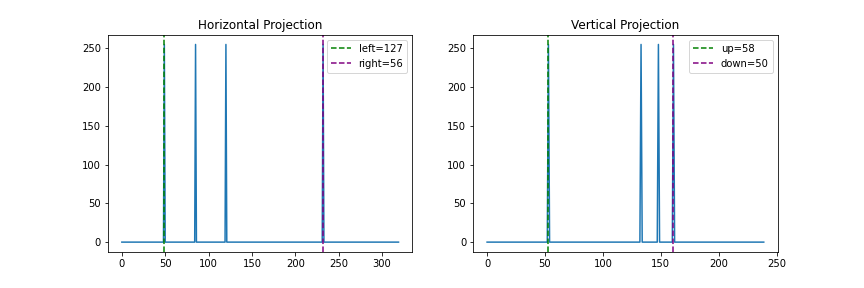 Horizontal Projection
250
200
150
100
50
0
0 50 100 150 200 250 300
left=127
right=56
Vertical Projection
250
200
150
100
50
0
0 50 100 150 200 250
up=58
down=50